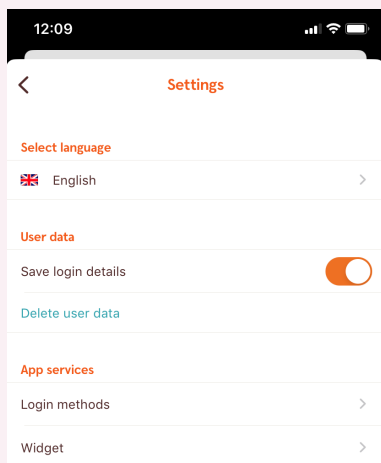 12:09
Settings
Select language
English
User data
Save login details
Delete user data
App services
Login methods
Widget